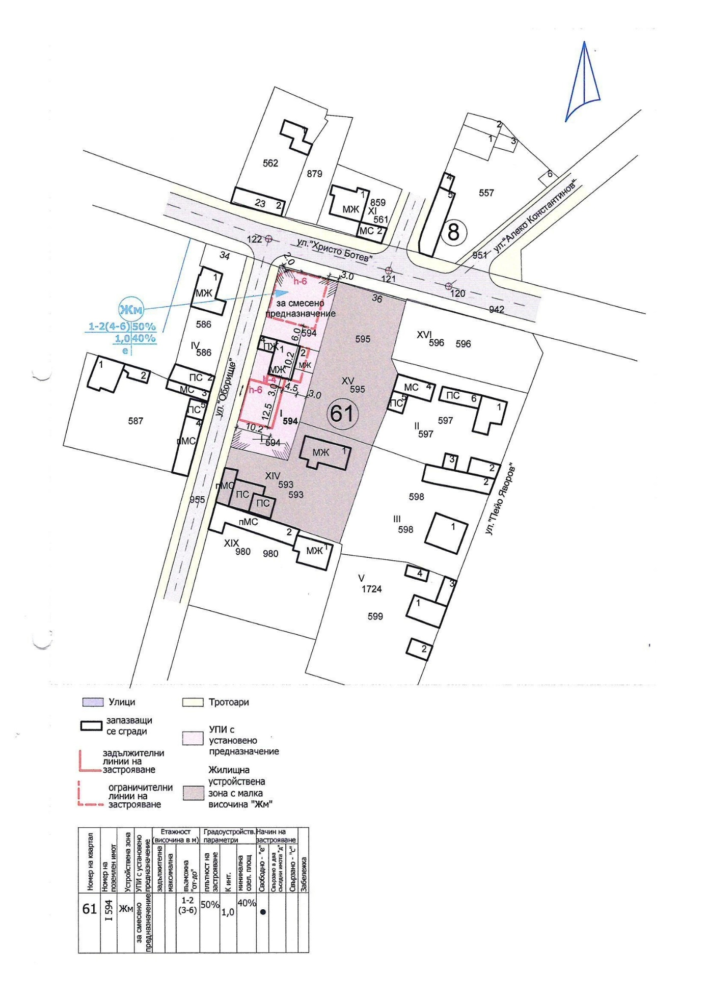 1
562
879
23
2
1
859
МЖ
XI
561
МС 2
2
1
3
6
4
5
557
8
ул."Алеко Константинов"
951
122
ул."Христо Ботев"
121
120
942
34
1
МЖ
586
IV
586
ПС 2
МС 3
ПС 5
4
пМС
1
2
587
Жм
1-2(4-6) 50%
1,0 40%
е
2.0
3.0
h-6
за смесено
предназначение
594
6.0
4
ПЖ
1
10.2
2
МЖ
МЖ
h-4
h-6
3.0
4.5
3.0
12.5
10.2
I
594
I
594
ул."Оборище"
36
595
XV
595
61
XVI
596
596
МС 4
ПС 5
ПС 6
1
597
II
597
МЖ 1
XIV
593
593
пМС
ПС
ПС
955
пМС
2
XIX
980
980
МЖ 1
3
2
2
598
III
598
1
ул."Пейо Яворов"
V
1724
599
4
3
1
2
Улици
Тротоари
запазващи
се сгради
УПИ с
установено
предназначение
задължителни
линии на
застрояване
Жилищна
устройствена
зона с малка
височина "Жм"
ограничителни
линии на
застрояване
Номер на квартал
Номер на
поземлен имот
Устройствена зона
УПИ с установено
предназначение
Етажност
(височина в м)
задължителна
максимална
възможна
"от-до"
Градоустройств.
параметри
плътност на
застрояване
К инт.
минимална
озел. площ
Начин на
застрояване
Свободно - "е"
Свързано в два
съседни имота "д"
Свързано - "с"
Забележка
61
I 594
Жм
за смесено
предназначение
1-2
(3-6)
50%
1,0
40%
●